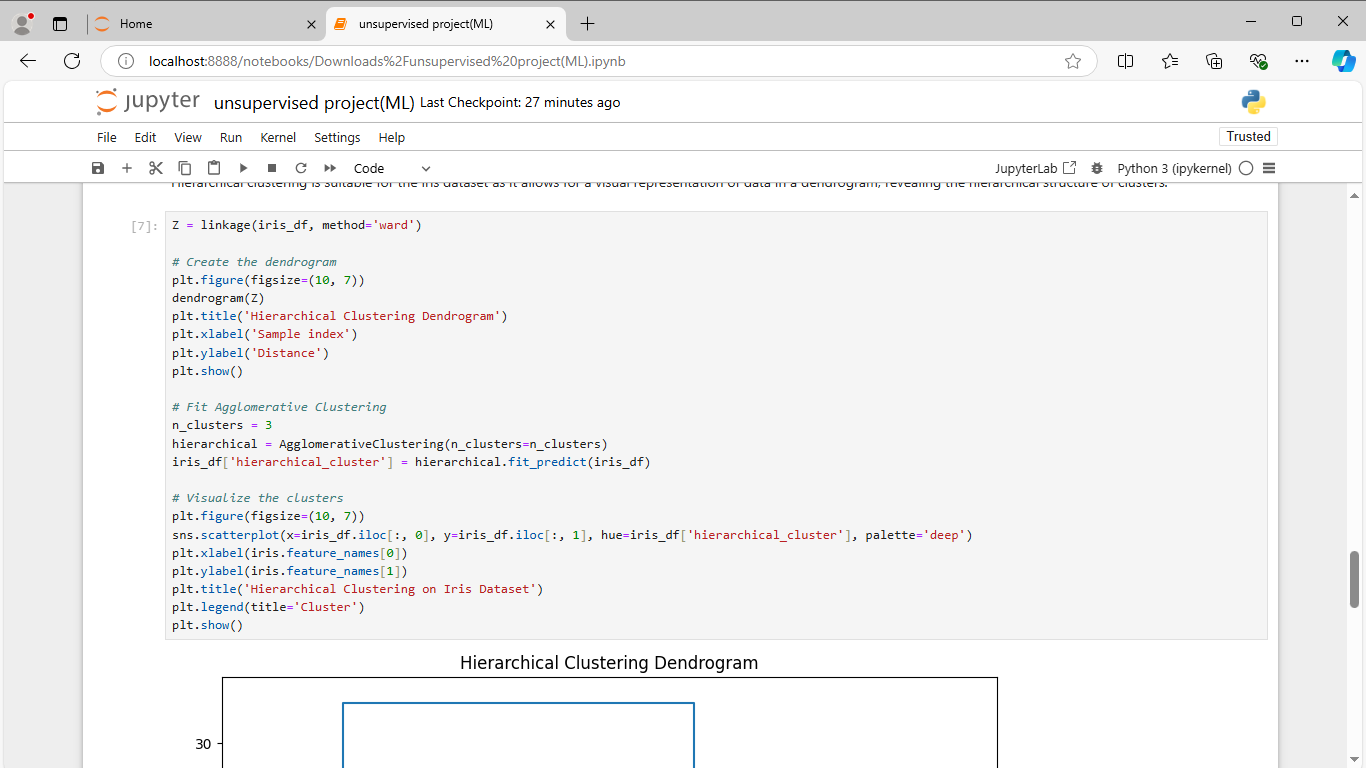 Home
unsupervised project(ML)
localhost:8888/notebooks/Downloads%2Funsupervised%20project(ML).ipynb
jupyter unsupervised project(ML) Last Checkpoint: 27 minutes ago
File Edit View Run Kernel Settings Help
Trusted
Code
JupyterLab
Python 3 (ipykernel)
Hierarchical clustering is suitable for the Iris dataset as it allows for a visual representation of data in a dendrogram, revealing the hierarchical structure of clusters.
[7]:
Z = linkage(iris_df, method='ward')
# Create the dendrogram
plt.figure(figsize=(10, 7))
dendrogram(Z)
plt.title('Hierarchical Clustering Dendrogram')
plt.xlabel('Sample index')
plt.ylabel('Distance')
plt.show()
# Fit Agglomerative Clustering
n_clusters = 3
hierarchical = AgglomerativeClustering(n_clusters=n_clusters)
iris_df['hierarchical_cluster'] = hierarchical.fit_predict(iris_df)
# Visualize the clusters
plt.figure(figsize=(10, 7))
sns.scatterplot(x=iris_df.iloc[:, 0], y=iris_df.iloc[:, 1], hue=iris_df['hierarchical_cluster'], palette='deep')
plt.xlabel(iris.feature_names[0])
plt.ylabel(iris.feature_names[1])
plt.title('Hierarchical Clustering on Iris Dataset')
plt.legend(title='Cluster')
plt.show()
Hierarchical Clustering Dendrogram
30